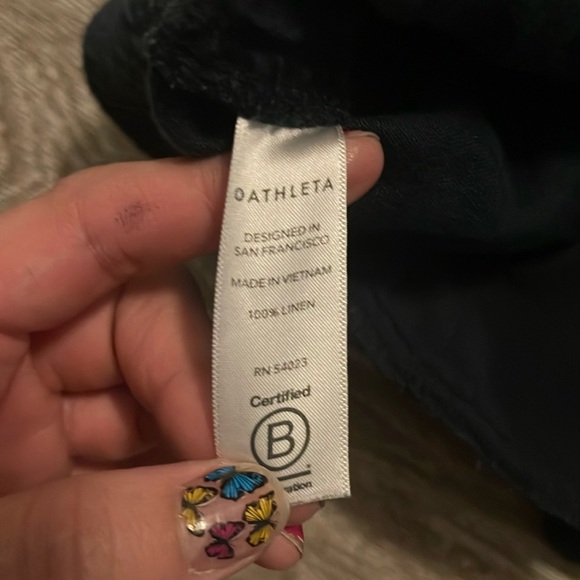 ATHLETA
DESIGNED IN
SAN FRANCISCO
MADE IN VIETNAM
100% LINEN
RN 54023
Certified
B